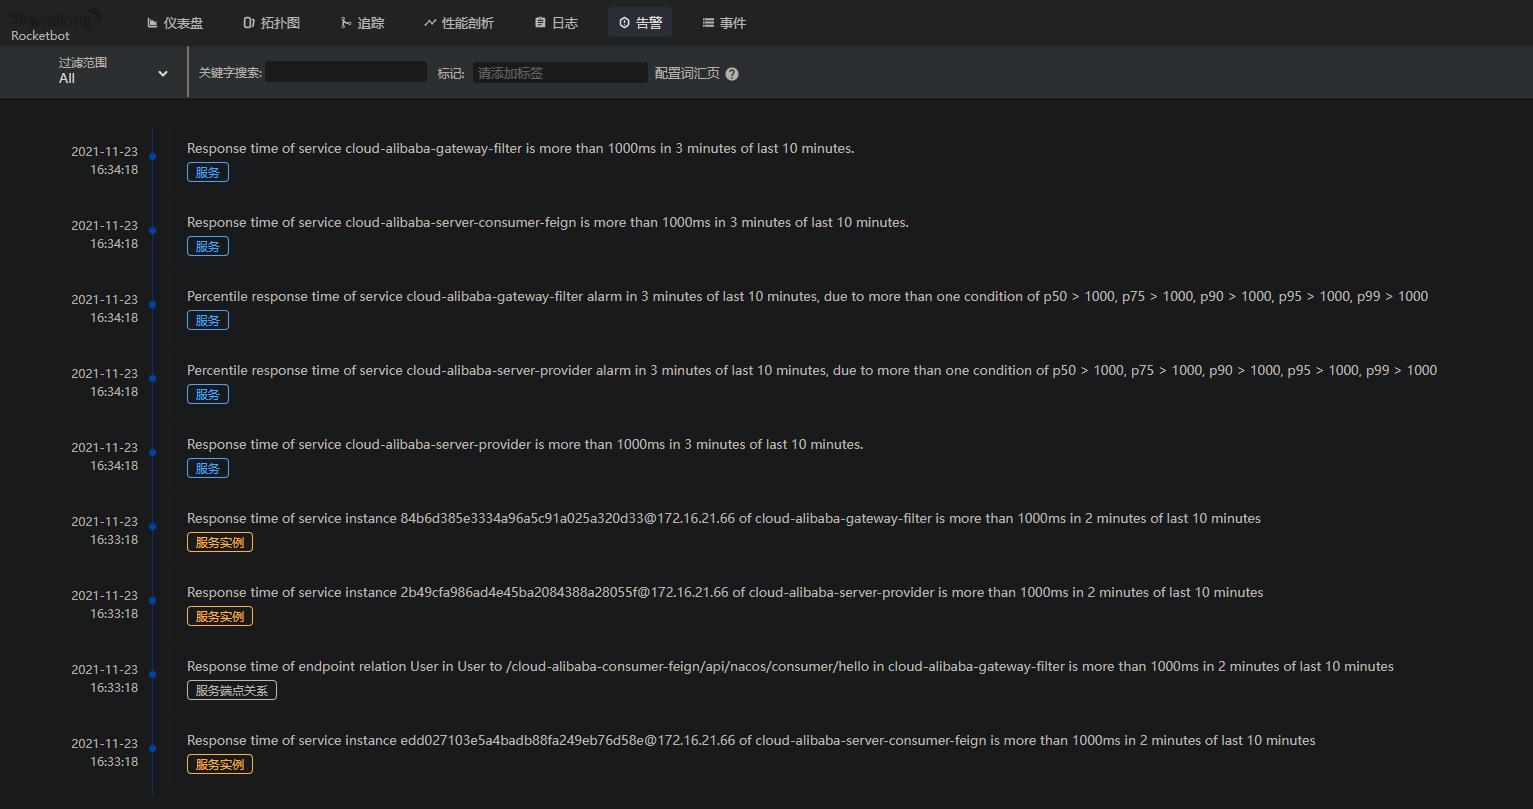 Skywalking
Rocketbot
仪表盘 拓扑图 追踪 性能剖析 日志 告警 事件
过滤范围
All
关键字搜索: 标记: 请添加标签 配置词汇页 ?
2021-11-23
16:34:18
Response time of service cloud-alibaba-gateway-filter is more than 1000ms in 3 minutes of last 10 minutes.
服务
2021-11-23
16:34:18
Response time of service cloud-alibaba-server-consumer-feign is more than 1000ms in 3 minutes of last 10 minutes.
服务
2021-11-23
16:34:18
Percentile response time of service cloud-alibaba-gateway-filter alarm in 3 minutes of last 10 minutes, due to more than one condition of p50 > 1000, p75 > 1000, p90 > 1000, p95 > 1000, p99 > 1000
服务
2021-11-23
16:34:18
Percentile response time of service cloud-alibaba-server-provider alarm in 3 minutes of last 10 minutes, due to more than one condition of p50 > 1000, p75 > 1000, p90 > 1000, p95 > 1000, p99 > 1000
服务
2021-11-23
16:34:18
Response time of service cloud-alibaba-server-provider is more than 1000ms in 3 minutes of last 10 minutes.
服务
2021-11-23
16:33:18
Response time of service instance 84b6d385e3334a96a5c91a025a320d33@172.16.21.66 of cloud-alibaba-gateway-filter is more than 1000ms in 2 minutes of last 10 minutes
服务实例
2021-11-23
16:33:18
Response time of service instance 2b49cfa986ad4e45ba2084388a28055f@172.16.21.66 of cloud-alibaba-server-provider is more than 1000ms in 2 minutes of last 10 minutes
服务实例
2021-11-23
16:33:18
Response time of endpoint relation User in User to /cloud-alibaba-consumer-feign/api/nacos/consumer/hello in cloud-alibaba-gateway-filter is more than 1000ms in 2 minutes of last 10 minutes
服务端点关系
2021-11-23
16:33:18
Response time of service instance edd027103e5a4badb88fa249eb76d58e@172.16.21.66 of cloud-alibaba-server-consumer-feign is more than 1000ms in 2 minutes of last 10 minutes
服务实例